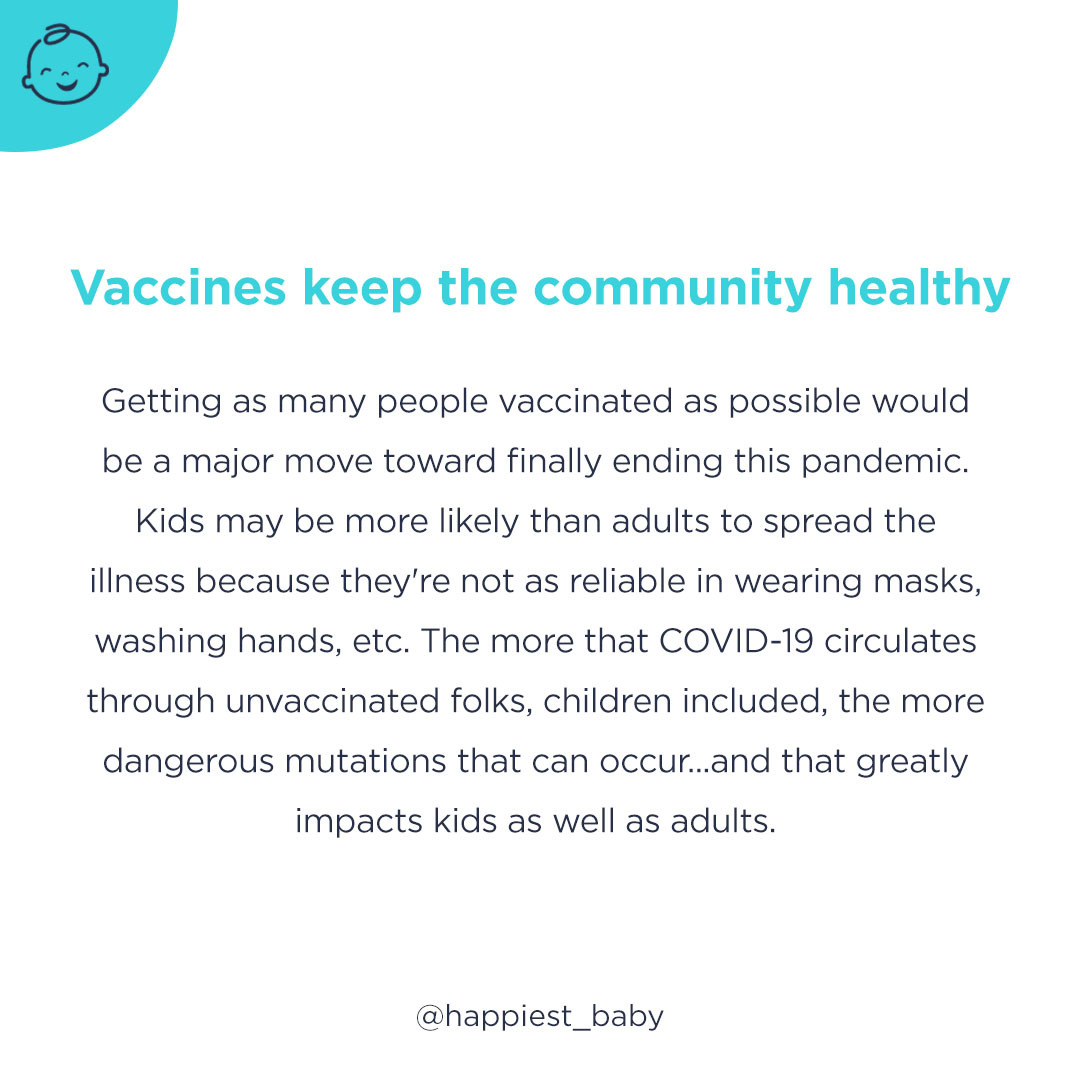 Vaccines keep the community healthy
Getting as many people vaccinated as possible would
be a major move toward finally ending this pandemic.
Kids may be more likely than adults to spread the
illness because they're not as reliable in wearing masks,
washing hands, etc. The more that COVID-19 circulates
through unvaccinated folks, children included, the more
dangerous mutations that can occur...and that greatly
impacts kids as well as adults.
@happiest_baby